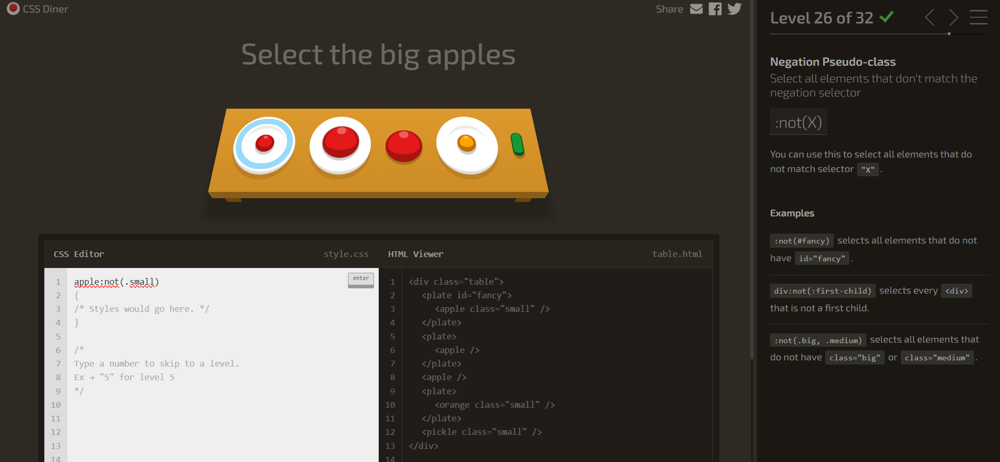 CSS Diner
Share
Select the big apples
CSS Editor style.css
1 apple:not(.small)
enter
2 {
3 /* Styles would go here. */
4 }
5
6 /*
7 Type a number to skip to a level.
8 Ex → "5" for level 5
9 */
10
11
12
13
14
HTML Viewer table.html
1 <div class="table">
2 <plate id="fancy">
3 <apple class="small" />
4 </plate>
5 <plate>
6 <apple />
7 </plate>
8 <apple />
9 <plate>
10 <orange class="small" />
11 </plate>
12 <pickle class="small" />
13 </div>
14
Level 26 of 32
Negation Pseudo-class
Select all elements that don't match the
negation selector
:not(X)
You can use this to select all elements that do
not match selector "X" .
Examples
:not(#fancy) selects all elements that do not
have id="fancy" .
div:not(:first-child) selects every <div>
that is not a first child.
:not(.big, .medium) selects all elements that
do not have class="big" or class="medium" .